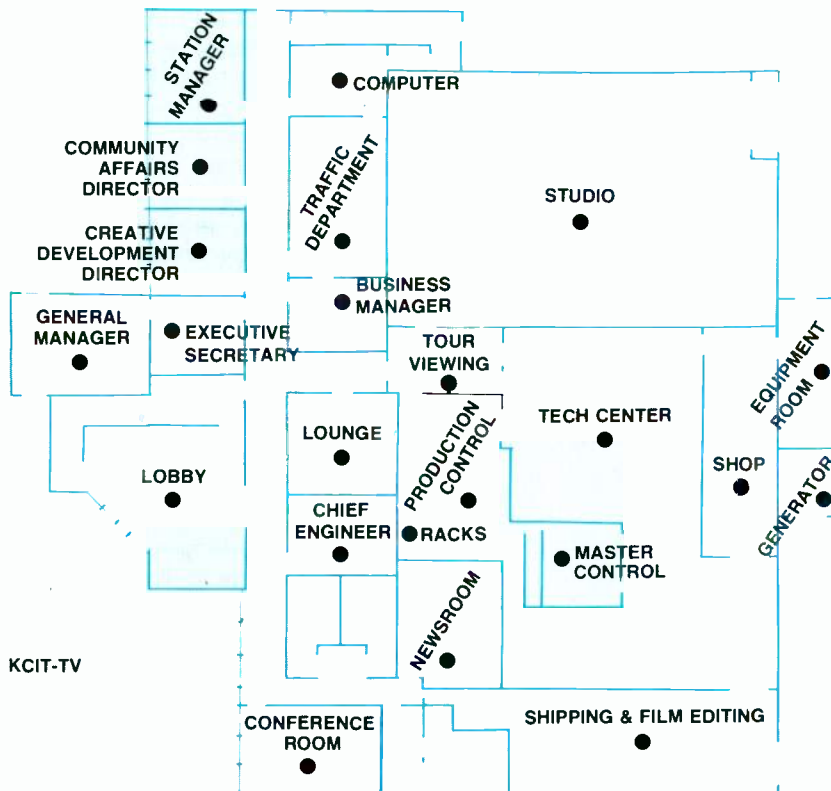 STATION
MANAGER
COMPUTER
COMMUNITY
AFFAIRS
DIRECTOR
TRAFFIC
DEPARTMENT
STUDIO
CREATIVE
DEVELOPMENT
DIRECTOR
BUSINESS
MANAGER
GENERAL
MANAGER
EXECUTIVE
SECRETARY
TOUR
VIEWING
EQUIPMENT
ROOM
LOUNGE
PRODUCTION
CONTROL
TECH CENTER
LOBBY
SHOP
GENERATOR
CHIEF
ENGINEER
RACKS
MASTER
CONTROL
NEWSROOM
KCIT-TV
CONFERENCE
ROOM
SHIPPING & FILM EDITING